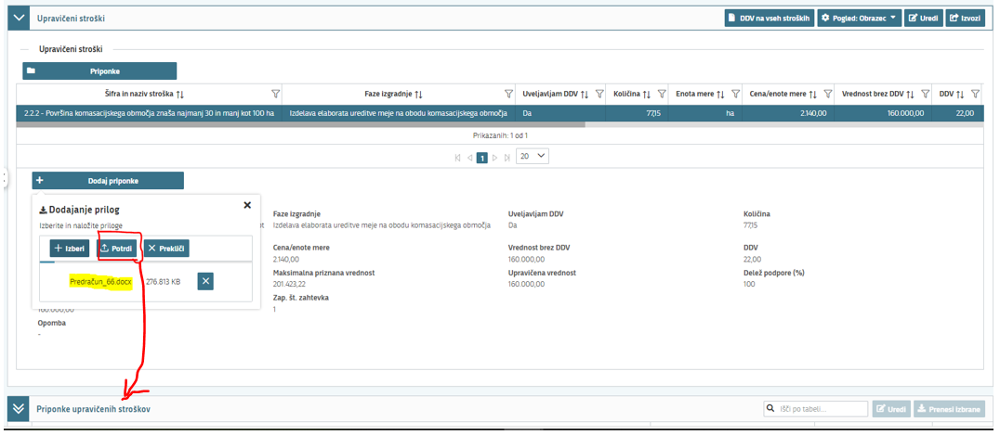 Upravičeni stroški
DDV na vseh stroških
Pogled: Obrazec
Uredi
Izvozi
Upravičeni stroški
Priponke
Šifra in naziv stroška
Faze izgradnje
Uveljavljam DDV
Količina
Enota mere
Cena/enote mere
Vrednost brez DDV
DDV
2.2.2 - Površina komasacijskega območja znaša najmanj 30 in manj kot 100 ha
Izdelava elaborata ureditve meje na obodu komasacijskega območja
Da
77,15
ha
2.140,00
160.000,00
22,00
Prikazanih: 1 od 1
1
20
Dodaj priponke
Dodajanje prilog
Izberite in naložite priloge
Izberi
Potrdi
Prekliči
Predračun_66.docx
276.813 KB
Faze izgradnje
Izdelava elaborata ureditve meje na obodu komasacijskega območja
Uveljavljam DDV
Da
Količina
77,15
Cena/enote mere
2.140,00
Vrednost brez DDV
160.000,00
DDV
22,00
Maksimalna priznana vrednost
201.423,22
Upravičena vrednost
160.000,00
Delež podpore (%)
100
160.000,00
Zap. št. zahtevka
1
Opomba
-
Priponke upravičenih stroškov
Išči po tabeli...
Uredi
Prenesi izbrane